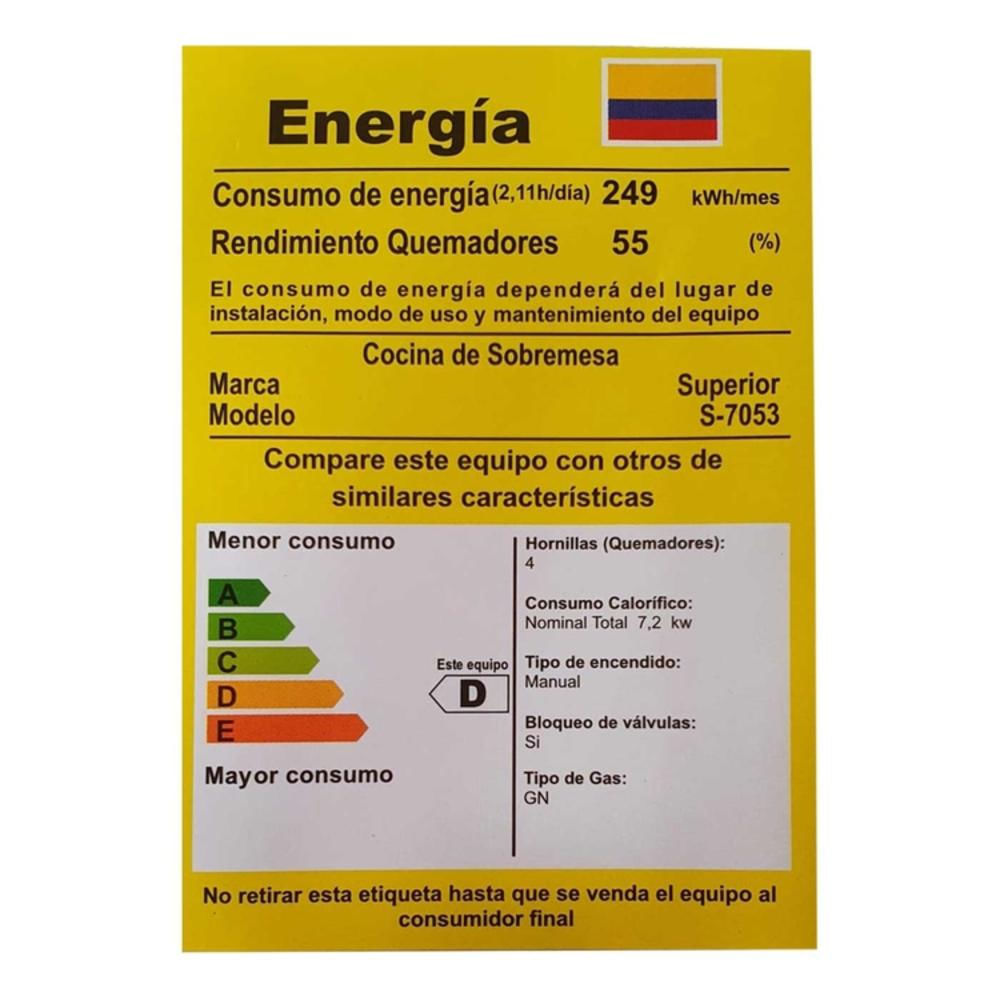 Energía
Consumo de energía(2,11h/día) 249 kWh/mes
Rendimiento Quemadores 55 (%)
El consumo de energía dependerá del lugar de
instalación, modo de uso y mantenimiento del equipo
Cocina de Sobremesa
Marca Superior
Modelo S-7053
Compare este equipo con otros de
similares características
Menor consumo
A
B
C
D
E
Mayor consumo
Este equipo
D
Hornillas (Quemadores):
4
Consumo Calorífico:
Nominal Total 7,2 kw
Tipo de encendido:
Manual
Bloqueo de válvulas:
Si
Tipo de Gas:
GN
No retirar esta etiqueta hasta que se venda el equipo al
consumidor final